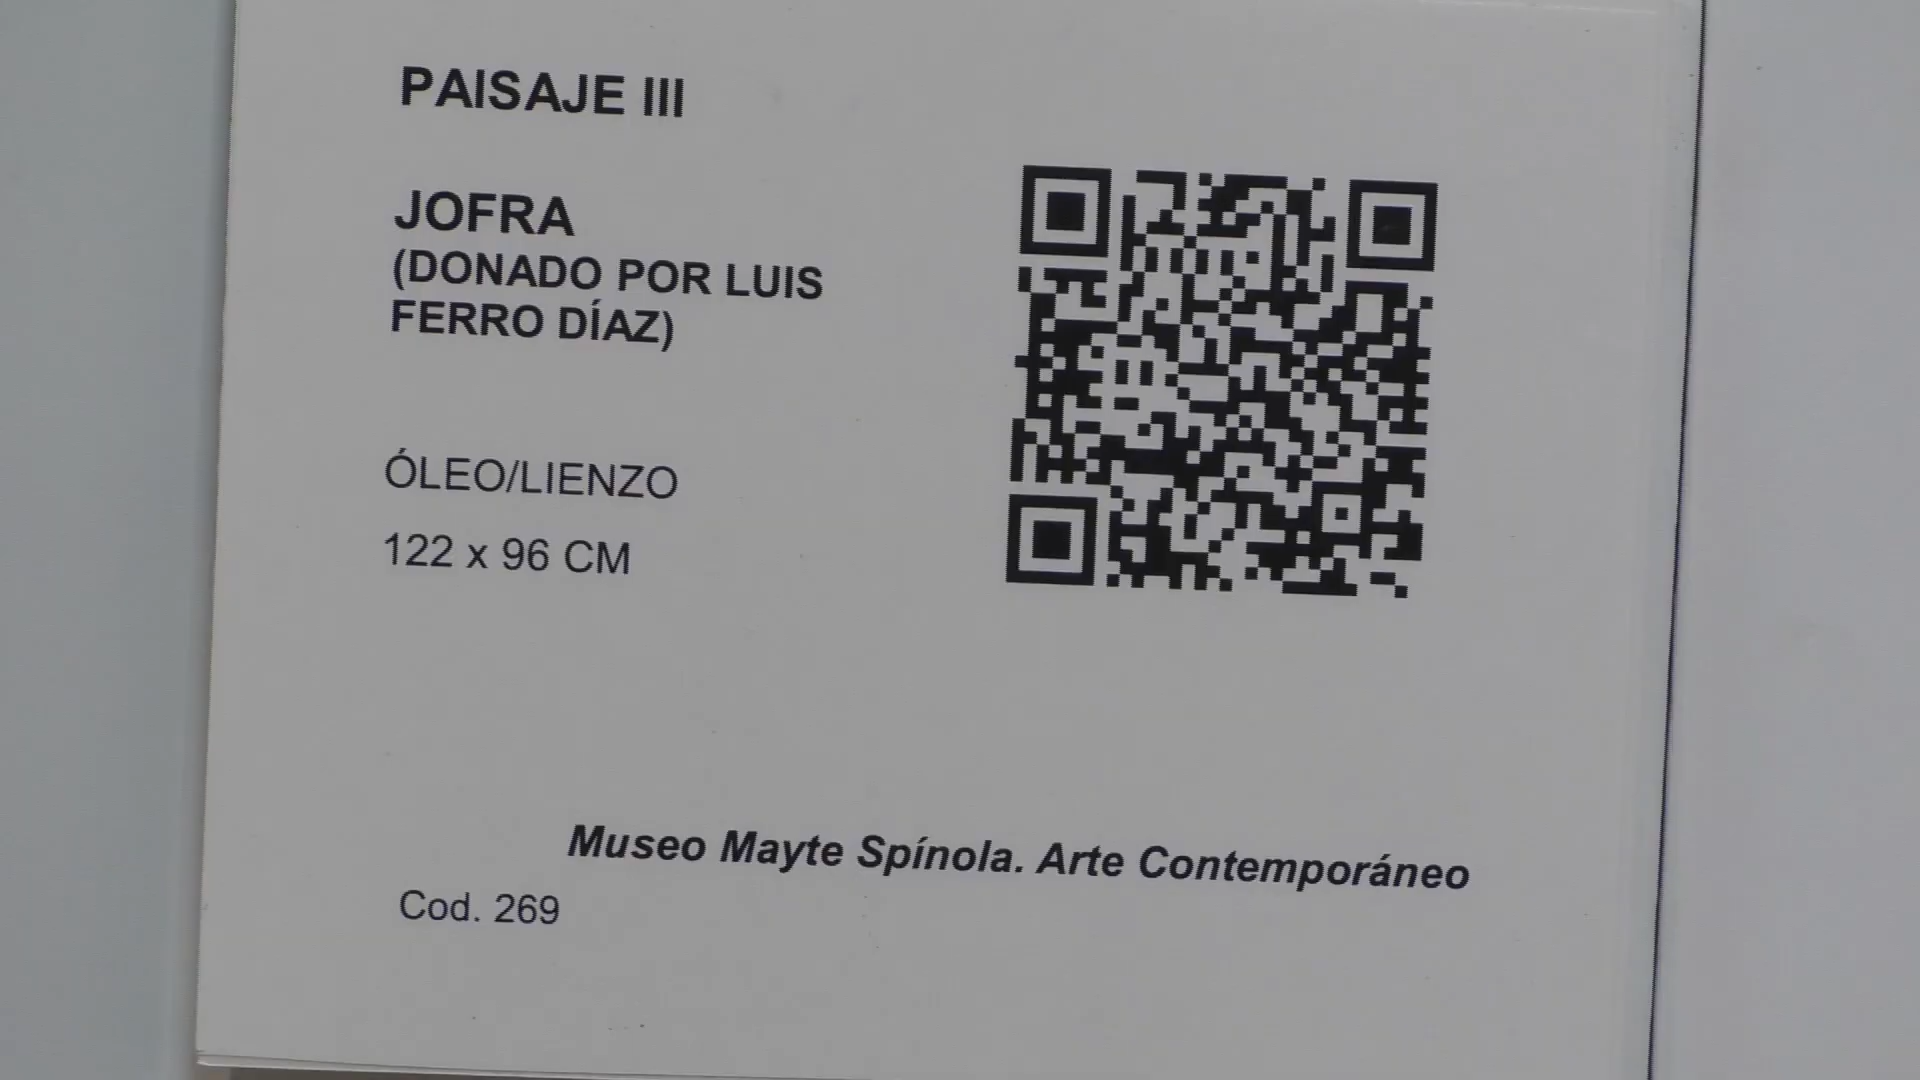 PAISAJE III
JOFRA
(DONADO POR LUIS
FERRO DÍAZ)
ÓLEO/LIENZO
122 x 96 CM
Museo Mayte Spínola. Arte Contemporáneo
Cod. 269